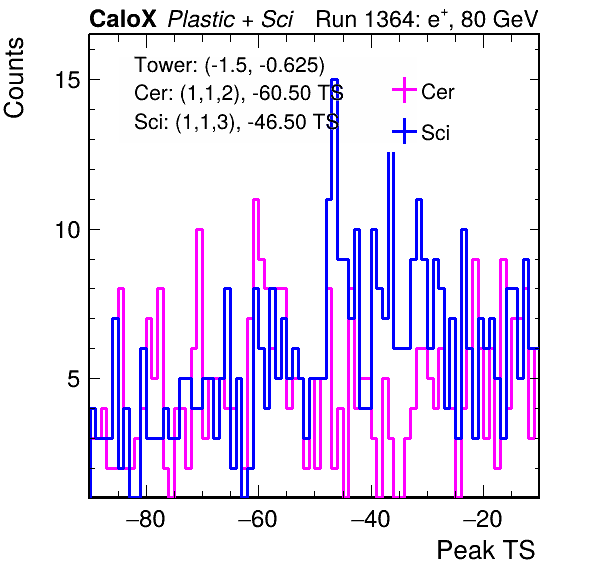 CaloX Plastic + Sci Run 1364: e⁺, 80 GeV
Counts
Tower: (-1.5, -0.625)
Cer: (1,1,2), -60.50 TS
Sci: (1,1,3), -46.50 TS
Cer
Sci
15
10
5
−80 −60 −40 −20
Peak TS